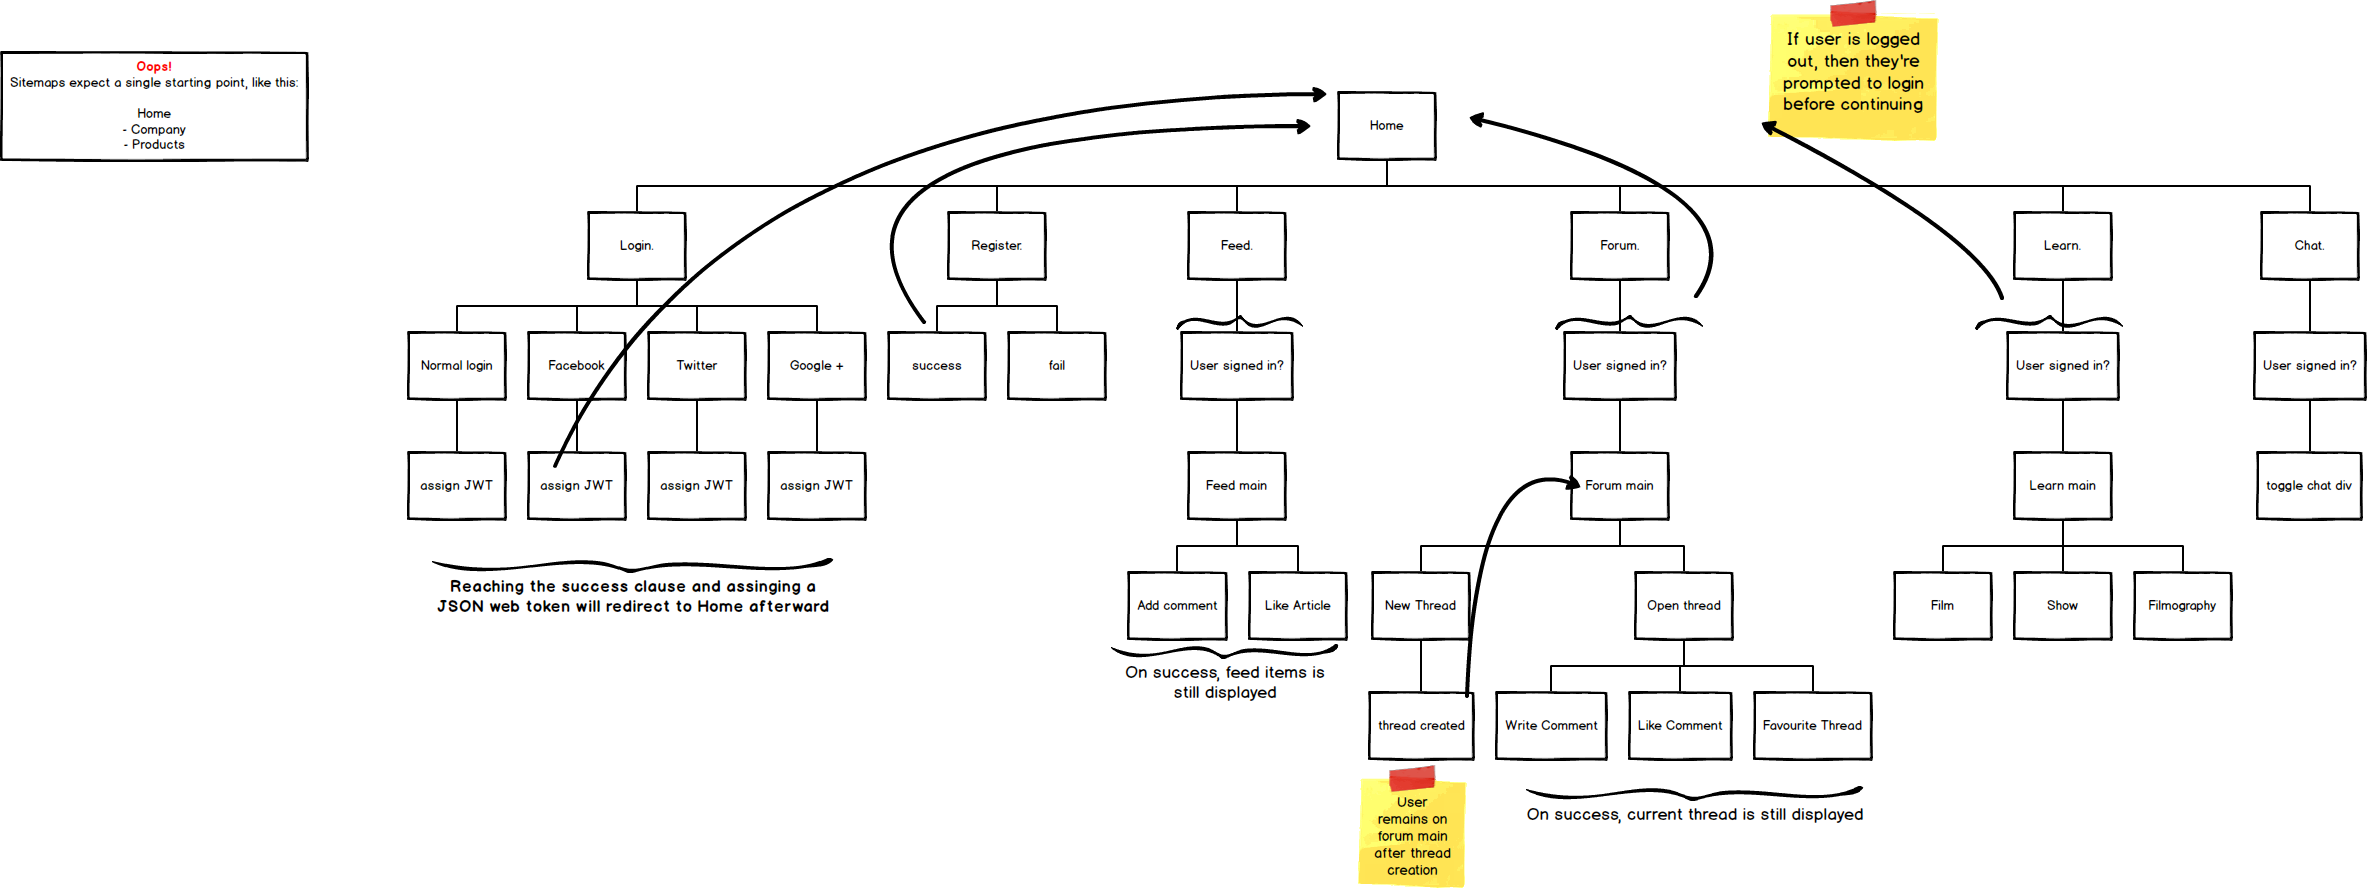 Oops!
Sitemaps expect a single starting point, like this:
Home
- Company
- Products
If user is logged
out, then they're
prompted to login
before continuing
Home
Login.
Register.
Feed.
Forum.
Learn.
Chat.
Normal login
Facebook
Twitter
Google +
success
fail
User signed in?
User signed in?
User signed in?
User signed in?
assign JWT
assign JWT
assign JWT
assign JWT
Feed main
Forum main
Learn main
toggle chat div
Reaching the success clause and assinging a
JSON web token will redirect to Home afterward
Add comment
Like Article
New Thread
Open thread
Film
Show
Filmography
On success, feed items is
still displayed
thread created
Write Comment
Like Comment
Favourite Thread
User
remains on
forum main
after thread
creation
On success, current thread is still displayed